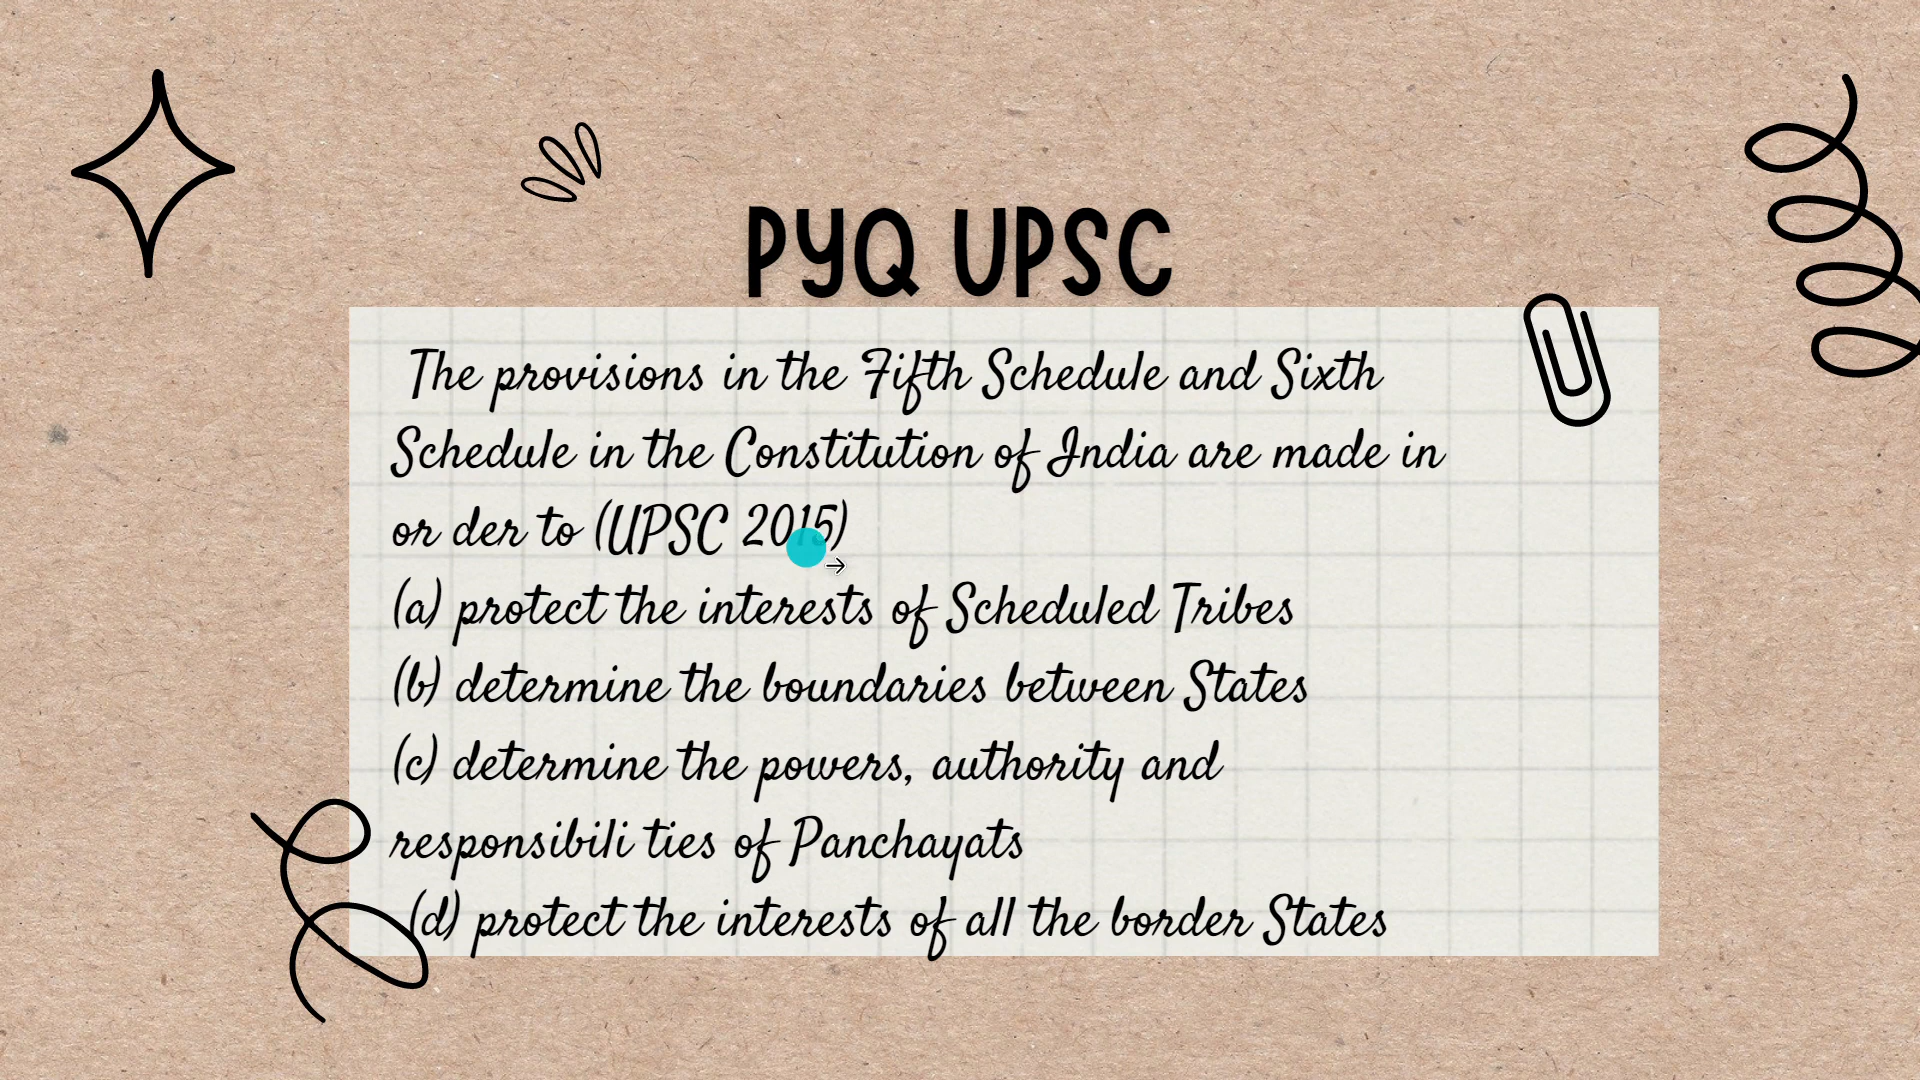 PYQ UPSC
The provisions in the Fifth Schedule and Sixth
Schedule in the Constitution of India are made in
or der to (UPSC 2015)
(a) protect the interests of Scheduled Tribes
(b) determine the boundaries between States
(c) determine the powers, authority and
responsibili ties of Panchayats
(d) protect the interests of all the border States